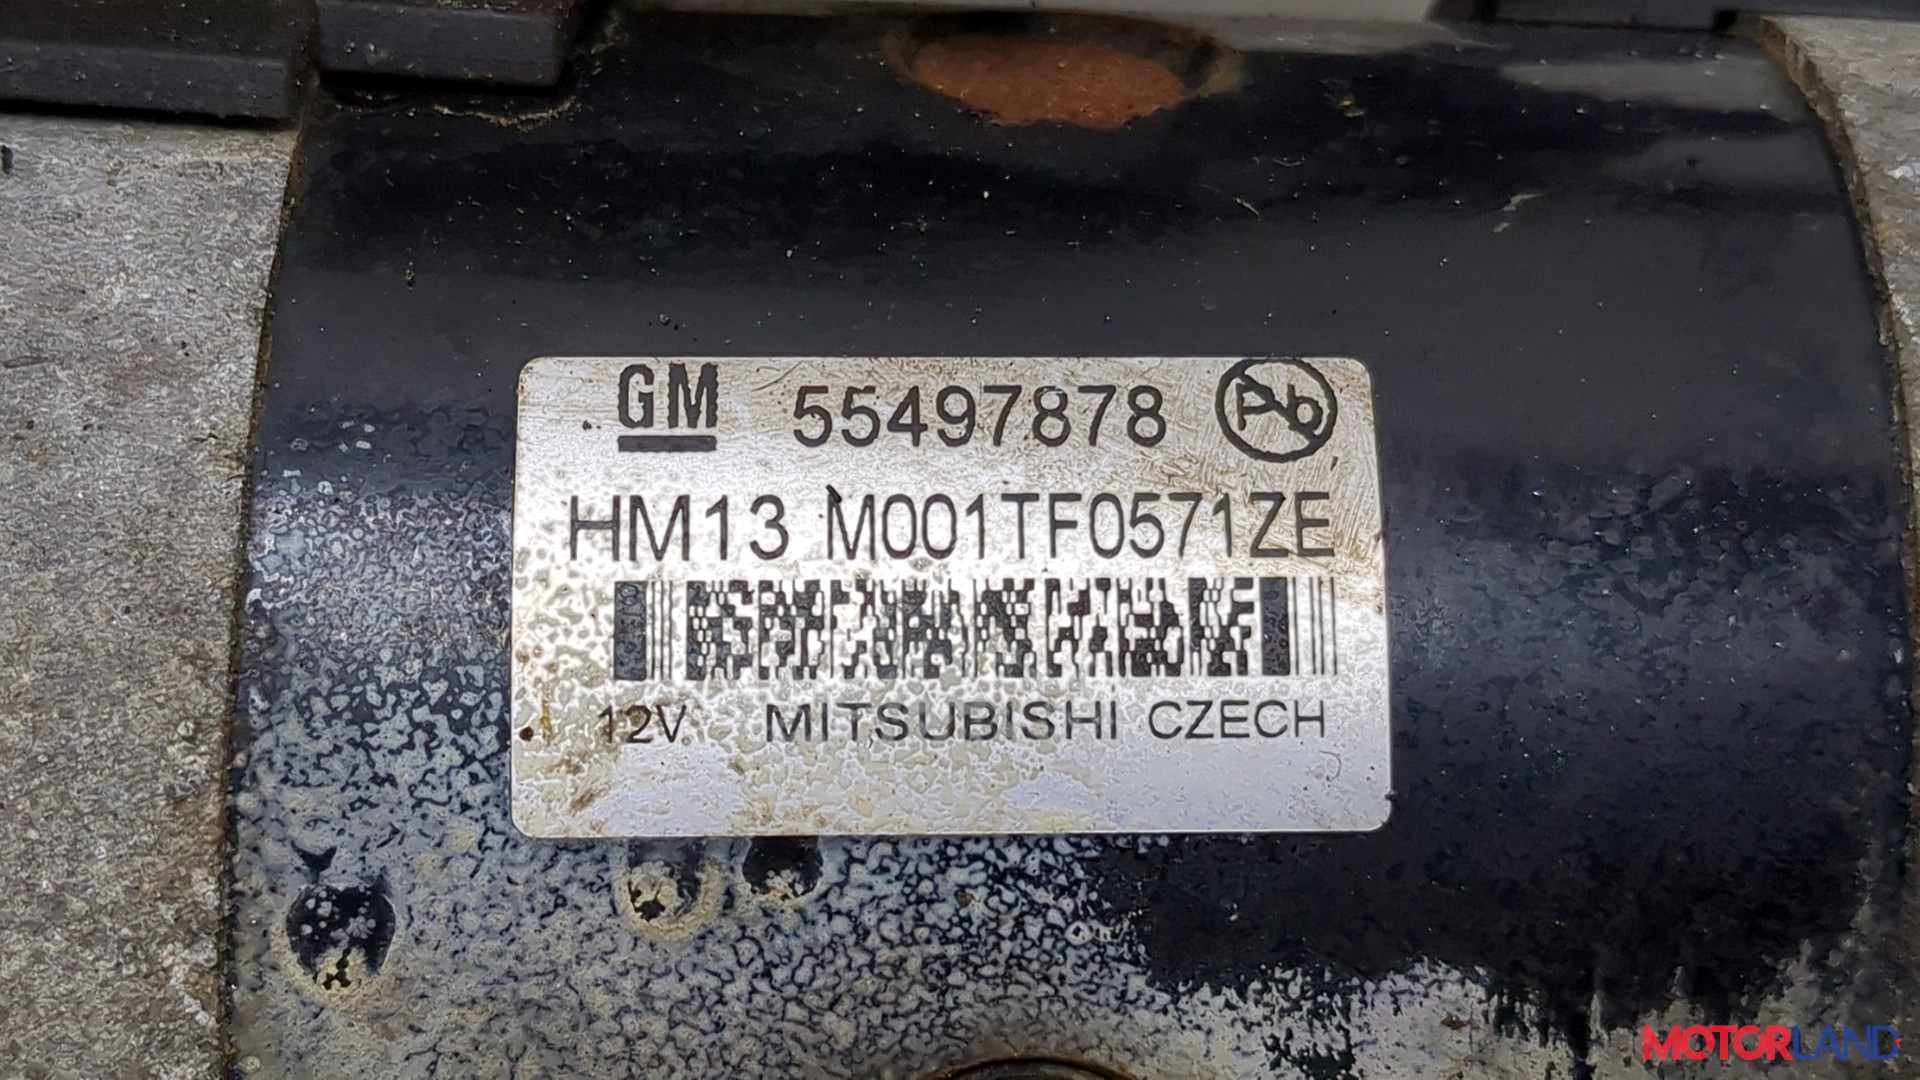 GM 55497878 Pb
HM13 M001TF0571ZE
12V MITSUBISHI CZECH
MOTORLAND